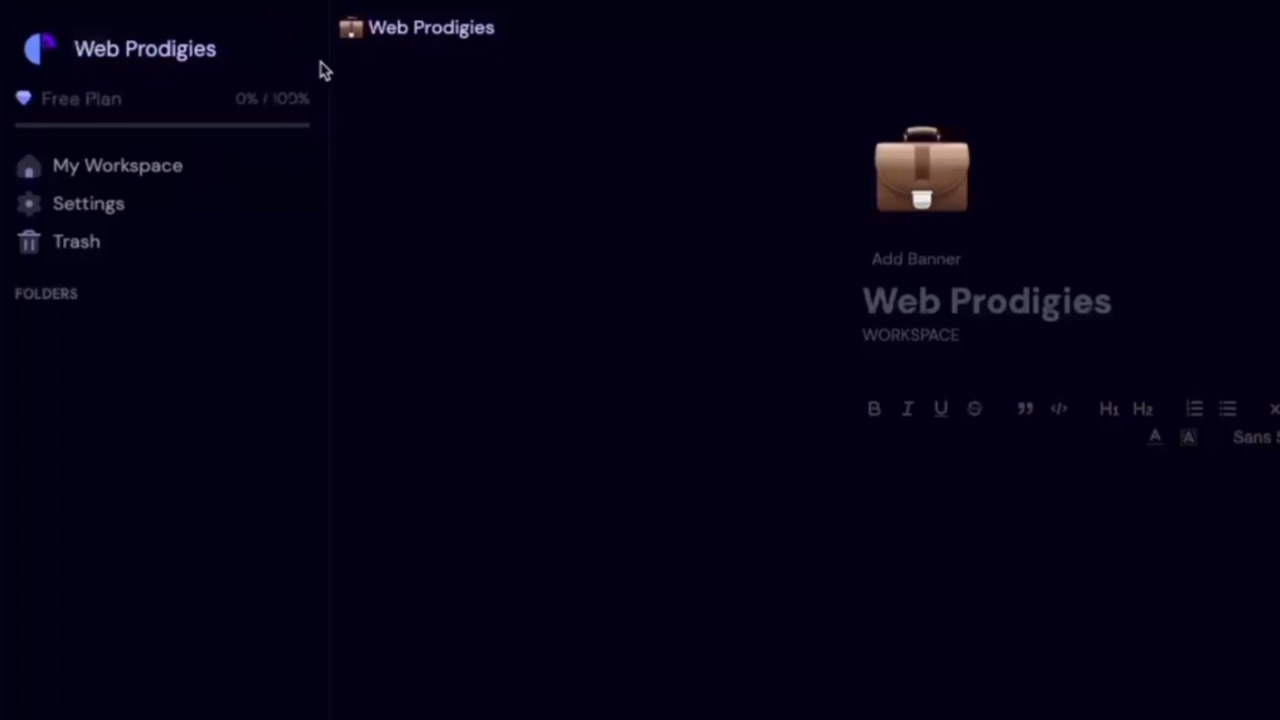 Web Prodigies
Free Plan 0% / 100%
My Workspace
Settings
Trash
FOLDERS
Web Prodigies
Add Banner
Web Prodigies
WORKSPACE
B I U S ” </> H1 H2
A A Sans